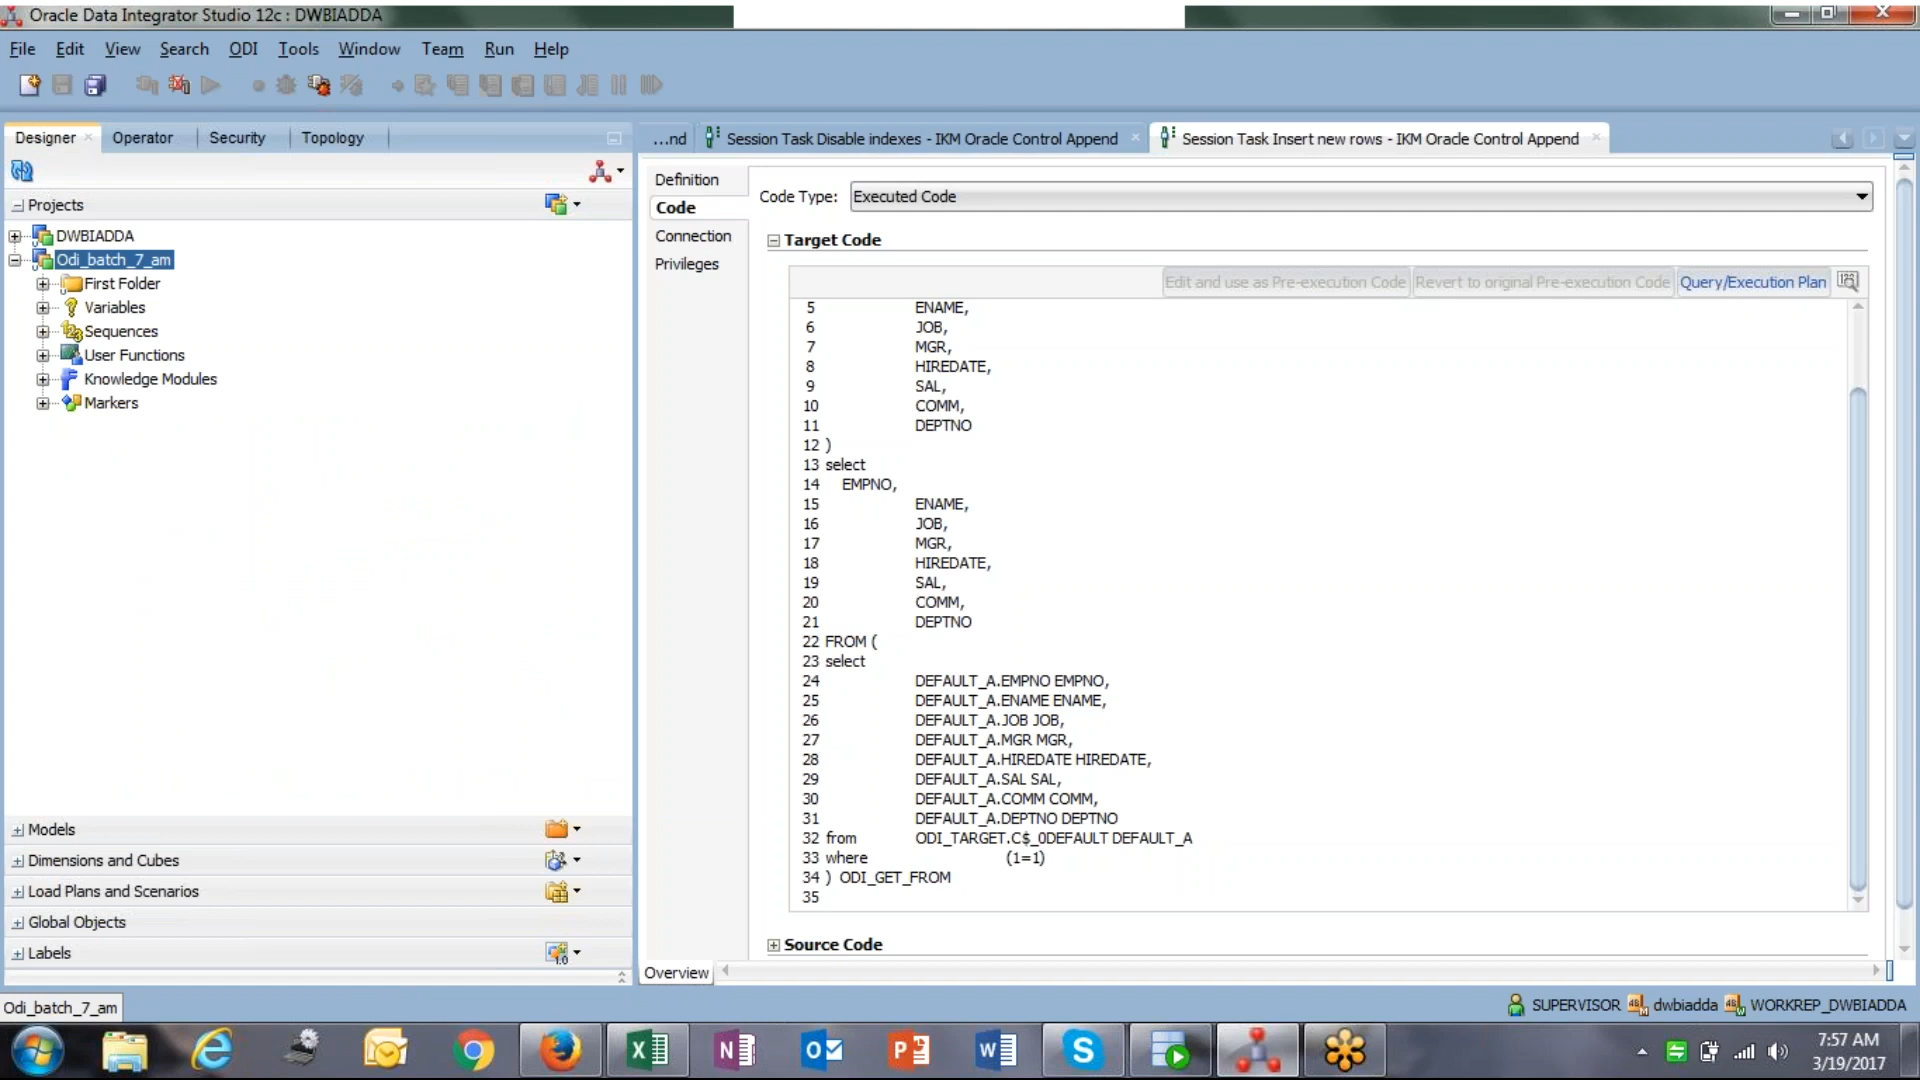 Oracle Data Integrator Studio 12c : DWBIADDA
File Edit View Search ODI Tools Window Team Run Help
Designer Operator Security Topology
...nd Session Task Disable indexes - IKM Oracle Control Append Session Task Insert new rows - IKM Oracle Control Append
Projects
DWBIADDA
Odi_batch_7_am
First Folder
Variables
Sequences
User Functions
Knowledge Modules
Markers
Models
Dimensions and Cubes
Load Plans and Scenarios
Global Objects
Labels
Definition
Code
Connection
Privileges
Code Type: Executed Code
Target Code
Edit and use as Pre-execution Code Revert to original Pre-execution Code Query/Execution Plan
5 ENAME,
6 JOB,
7 MGR,
8 HIREDATE,
9 SAL,
10 COMM,
11 DEPTNO
12 )
13 select
14 EMPNO,
15 ENAME,
16 JOB,
17 MGR,
18 HIREDATE,
19 SAL,
20 COMM,
21 DEPTNO
22 FROM (
23 select
24 DEFAULT_A.EMPNO EMPNO,
25 DEFAULT_A.ENAME ENAME,
26 DEFAULT_A.JOB JOB,
27 DEFAULT_A.MGR MGR,
28 DEFAULT_A.HIREDATE HIREDATE,
29 DEFAULT_A.SAL SAL,
30 DEFAULT_A.COMM COMM,
31 DEFAULT_A.DEPTNO DEPTNO
32 from ODI_TARGET.C$_0DEFAULT DEFAULT_A
33 where (1=1)
34 ) ODI_GET_FROM
35
Source Code
Overview
Odi_batch_7_am
SUPERVISOR dwbiadda WORKREP_DWBIADDA
7:57 AM
3/19/2017